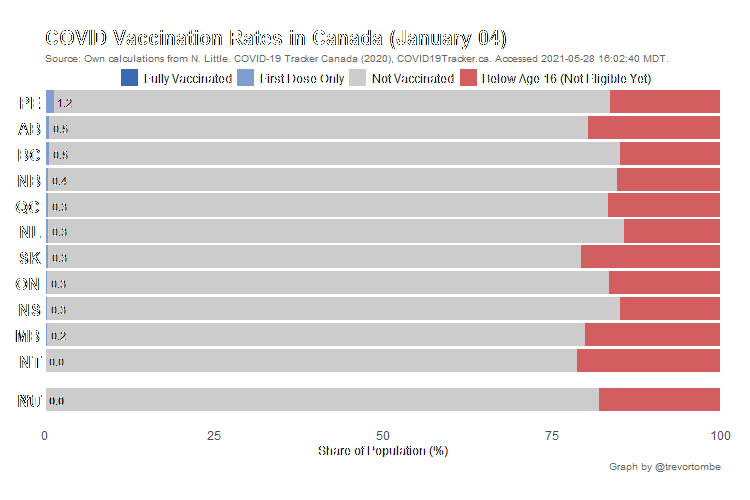 COVID Vaccination Rates in Canada (January 04)
Source: Own calculations from N. Little. COVID-19 Tracker Canada (2020), COVID19Tracker.ca. Accessed 2021-05-28 16:02:40 MDT.
Fully Vaccinated First Dose Only Not Vaccinated Below Age 16 (Not Eligible Yet)
PE 1.2
AB 0.5
BC 0.5
NB 0.4
QC 0.3
NL 0.3
SK 0.3
ON 0.3
NS 0.3
MB 0.2
NT 0.0
0.0
0 25 50 75 100
Share of Population (%)
Graph by @trevortombe